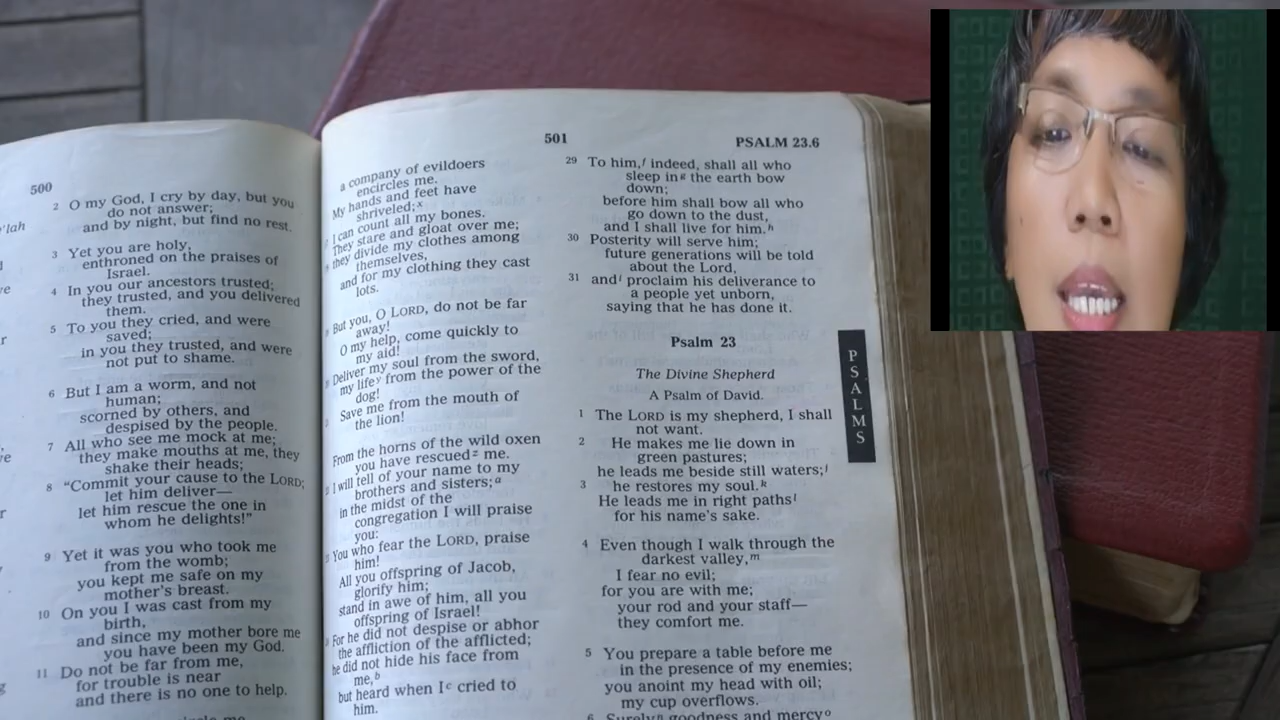 500
2 O my God, I cry by day, but you
do not answer;
and by night, but find no rest.
3 Yet you are holy,
enthroned on the praises of
Israel.
4 In you our ancestors trusted;
they trusted, and you delivered
them.
5 To you they cried, and were
saved;
in you they trusted, and were
not put to shame.
6 But I am a worm, and not
human;
scorned by others, and
despised by the people.
7 All who see me mock at me;
they make mouths at me, they
shake their heads;
8 “Commit your cause to the LORD;
let him deliver—
let him rescue the one in
whom he delights!”
9 Yet it was you who took me
from the womb;
you kept me safe on my
mother's breast.
10 On you I was cast from my
birth,
and since my mother bore me
you have been my God.
11 Do not be far from me,
for trouble is near
and there is no one to help.
501
PSALM 23.6
a company of evildoers
encircles me.
My hands and feet have
shriveled;x
I can count all my bones.
They stare and gloat over me;
they divide my clothes among
themselves,
and for my clothing they cast
lots.
But you, O LORD, do not be far
away!
O my help, come quickly to
my aid!
Deliver my soul from the sword,
my lifey from the power of the
dog!
Save me from the mouth of
the lion!
From the horns of the wild oxen
you have rescuedz me.
I will tell of your name to my
brothers and sisters;a
in the midst of the
congregation I will praise
you:
You who fear the LORD, praise
him!
All you offspring of Jacob,
glorify him;
stand in awe of him, all you
offspring of Israel!
For he did not despise or abhor
the affliction of the afflicted;
he did not hide his face from
me,b
but heard when Ic cried to
him.
29 To him,f indeed, shall all who
sleep ing the earth bow
down;
before him shall bow all who
go down to the dust,
and I shall live for him.h
30 Posterity will serve him;
future generations will be told
about the Lord,
31 andi proclaim his deliverance to
a people yet unborn,
saying that he has done it.
Psalm 23
The Divine Shepherd
A Psalm of David.
1 The LORD is my shepherd, I shall
not want.
2 He makes me lie down in
green pastures;
he leads me beside still waters;j
3 he restores my soul.k
He leads me in right pathsl
for his name's sake.
4 Even though I walk through the
darkest valley,m
I fear no evil;
for you are with me;
your rod and your staff—
they comfort me.
5 You prepare a table before me
in the presence of my enemies;
you anoint my head with oil;
my cup overflows.
6 Surelyn goodness and mercyo
PSALMS